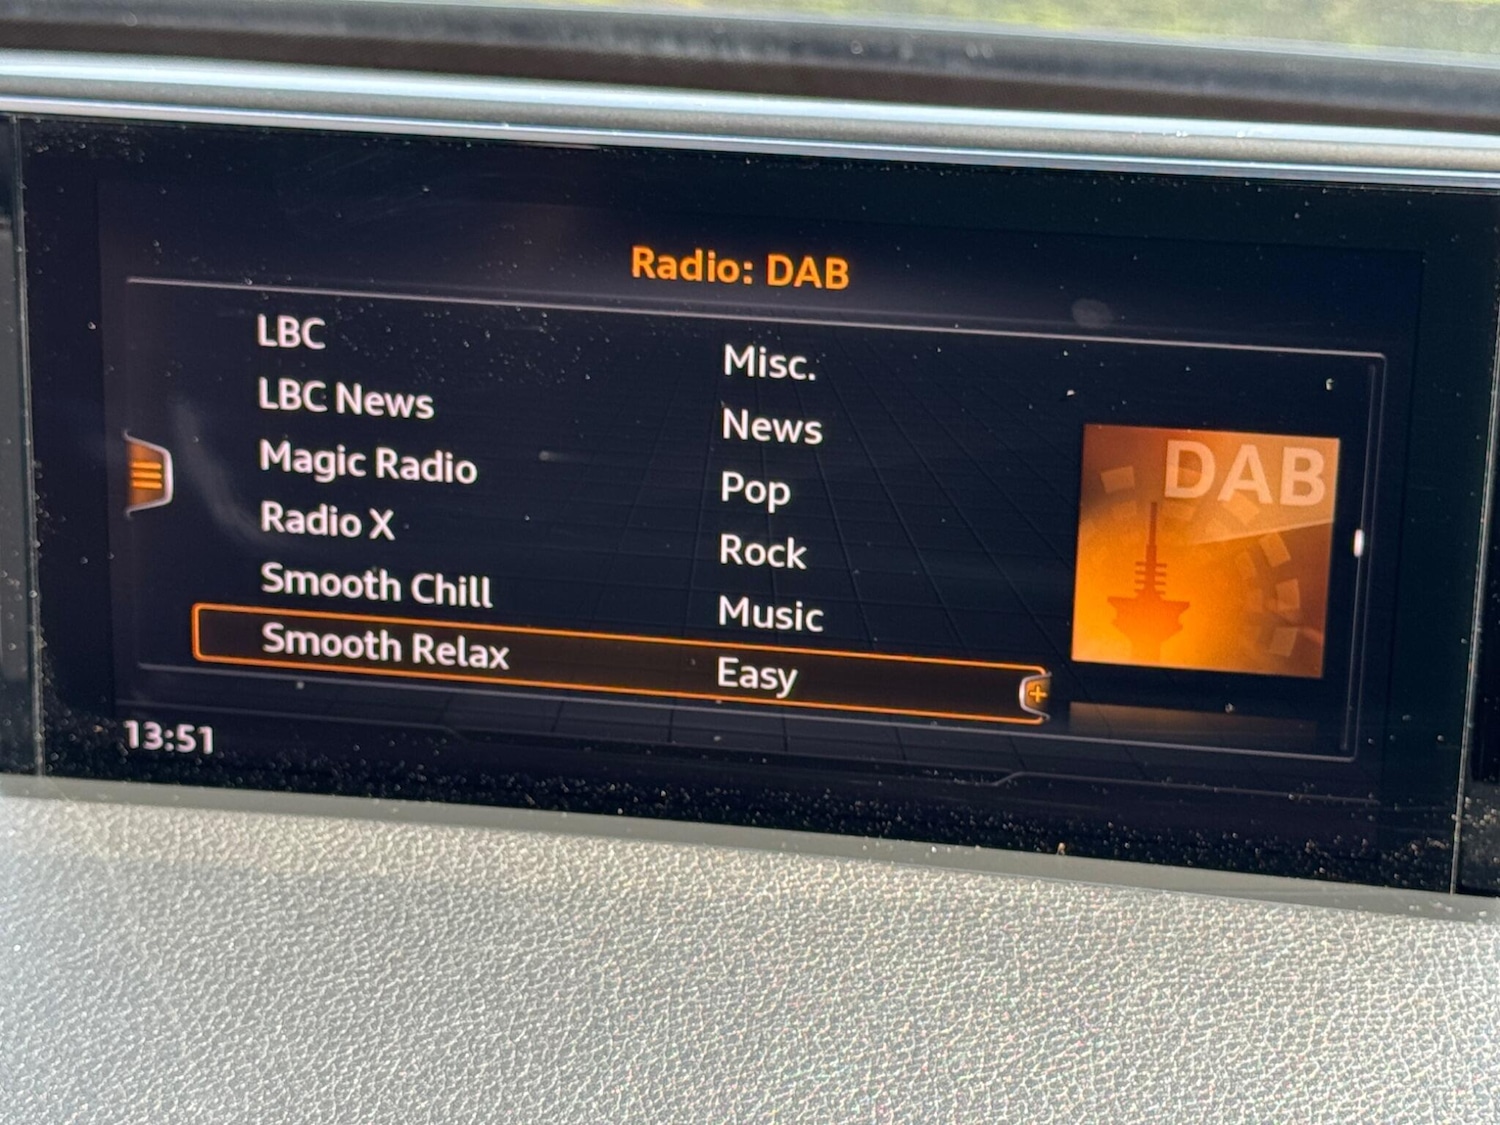 Radio: DAB
LBC Misc.
LBC News News
Magic Radio Pop
Radio X Rock
Smooth Chill Music
Smooth Relax Easy
DAB
13:51